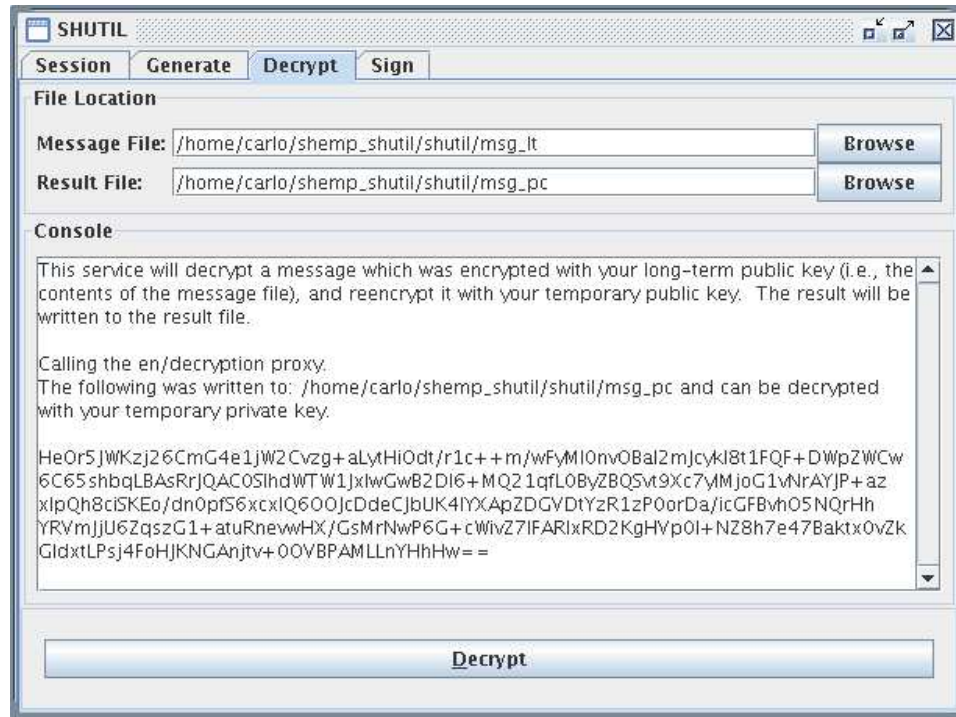 SHUTIL
Session Generate Decrypt Sign
File Location
Message File: /home/carlo/shemp_shutil/shutil/msg_lt Browse
Result File: /home/carlo/shemp_shutil/shutil/msg_pc Browse
Console
This service will decrypt a message which was encrypted with your long-term public key (i.e., the
contents of the message file), and reencrypt it with your temporary public key. The result will be
written to the result file.
Calling the en/decryption proxy.
The following was written to: /home/carlo/shemp_shutil/shutil/msg_pc and can be decrypted
with your temporary private key.
Decrypt